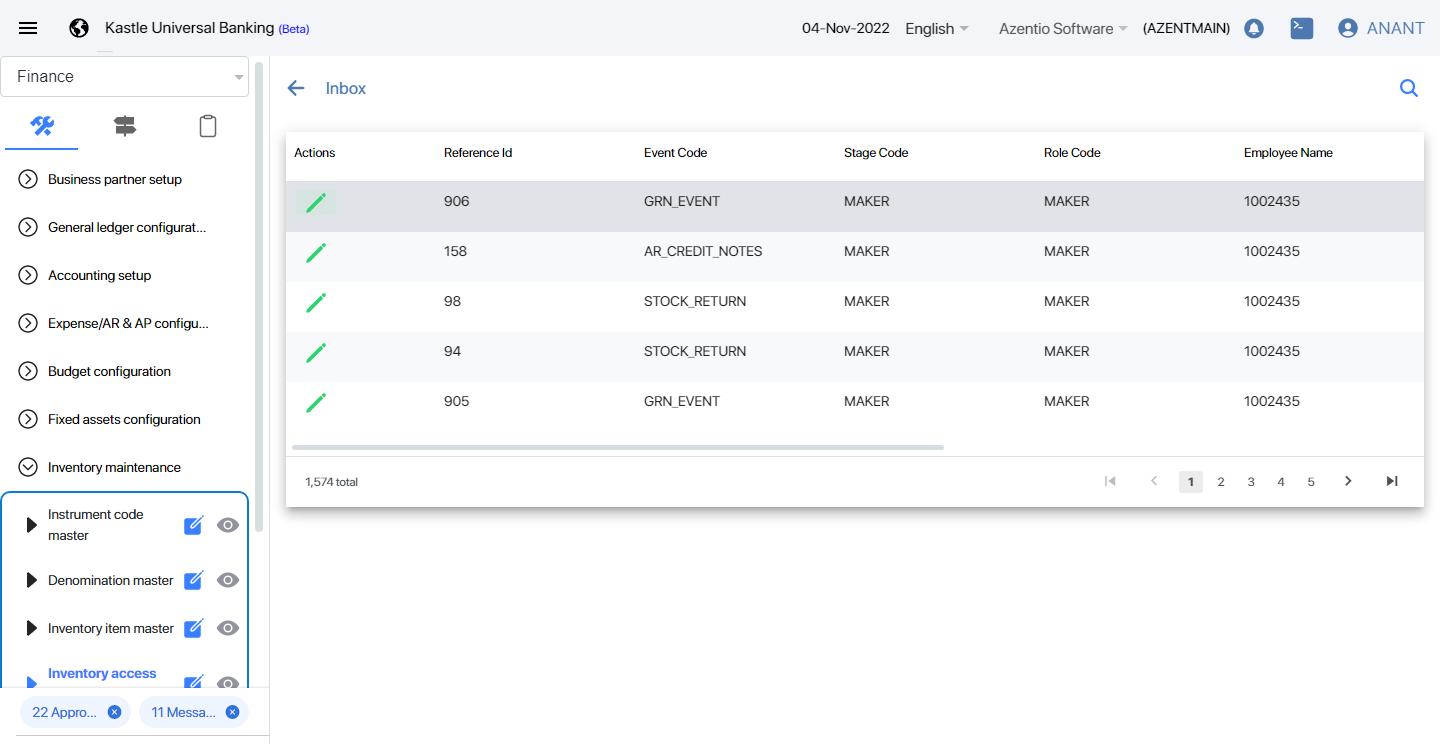 Kastle Universal Banking (Beta)
04-Nov-2022 English Azentio Software (AZENTMAIN) ANANT
Finance
Business partner setup
General ledger configurat...
Accounting setup
Expense/AR & AP configu...
Budget configuration
Fixed assets configuration
Inventory maintenance
Instrument code
master
Denomination master
Inventory item master
Inventory access
22 Appro...
11 Messa...
Inbox
Actions Reference Id Event Code Stage Code Role Code Employee Name
906 GRN_EVENT MAKER MAKER 1002435
158 AR_CREDIT_NOTES MAKER MAKER 1002435
98 STOCK_RETURN MAKER MAKER 1002435
94 STOCK_RETURN MAKER MAKER 1002435
905 GRN_EVENT MAKER MAKER 1002435
1,574 total 1 2 3 4 5